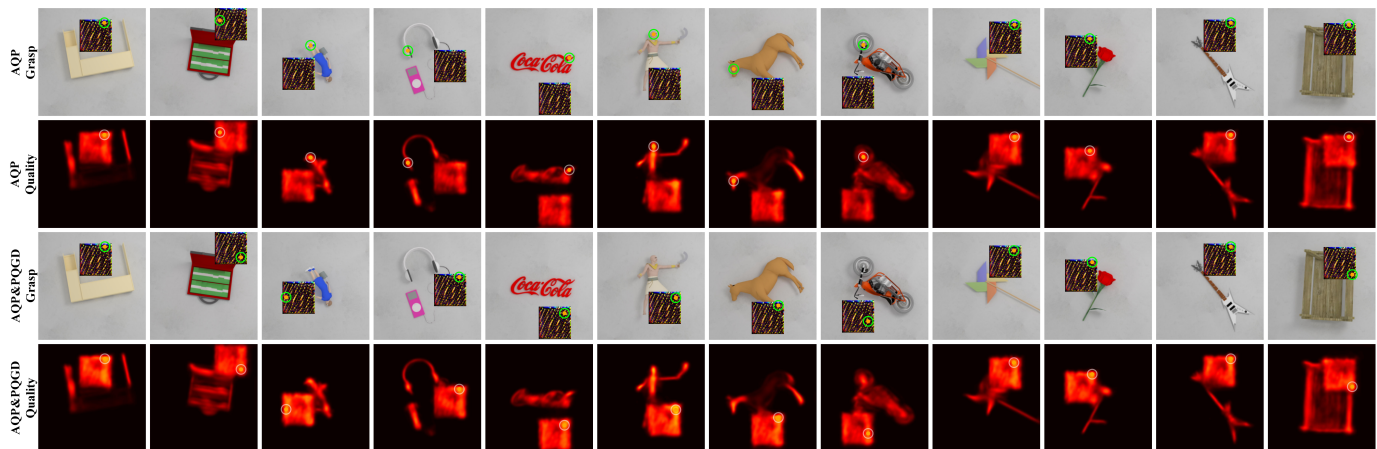 AQP
Grasp
Coca-Cola
AQP
Quality
AQP&PQGD
Grasp
Coca-Cola
AQP&PQGD
Quality